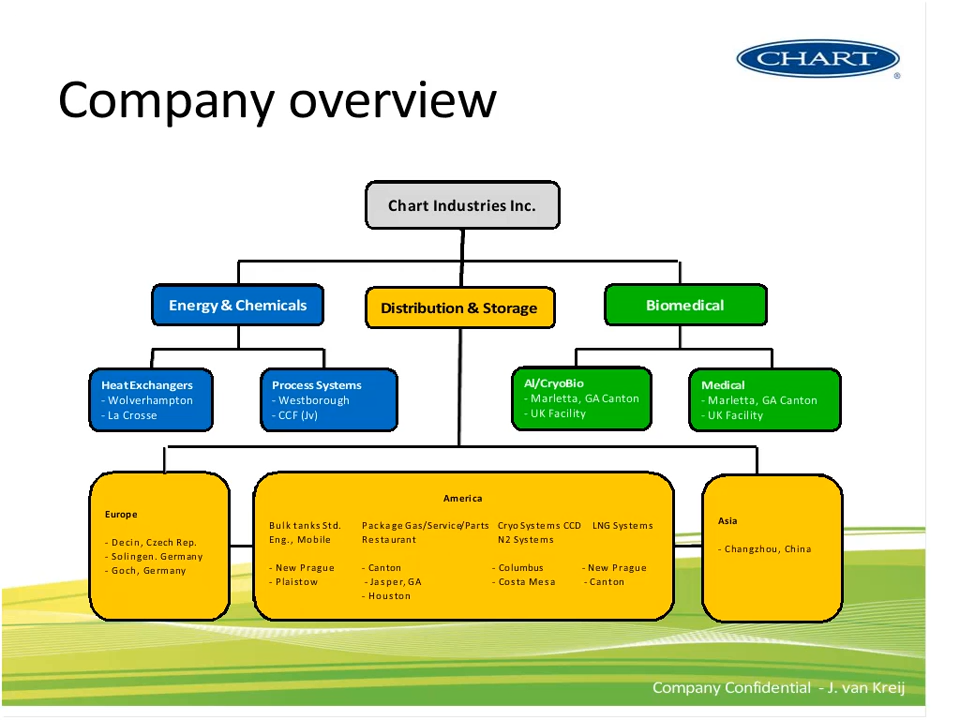 CHART
®
Company overview
Chart Industries Inc.
Energy & Chemicals
Distribution & Storage
Biomedical
Heat Exchangers
- Wolverhampton
- La Crosse
Process Systems
- Westborough
- CCF (Jv)
Al/CryoBio
- Marletta, GA Canton
- UK Facility
Medical
- Marletta, GA Canton
- UK Facility
Europe
- Decin, Czech Rep.
- Solingen. Germany
- Goch, Germany
America
Bulk tanks Std. Package Gas/Service/Parts Cryo Systems CCD LNG Systems
Eng., Mobile Restaurant N2 Systems
- New Prague - Canton - Columbus - New Prague
- Plaistow - Jasper, GA - Costa Mesa - Canton
- Houston
Asia
- Changzhou, China
Company Confidential - J. van Kreij